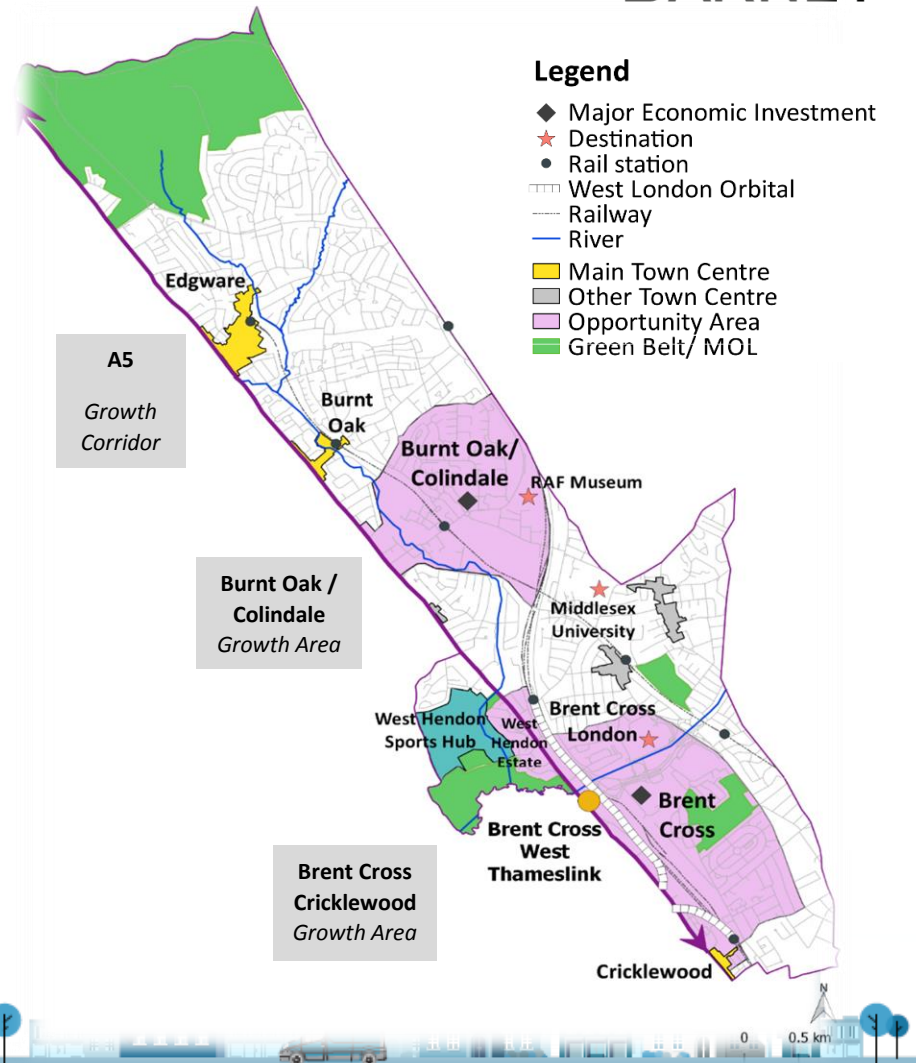 Legend
Major Economic Investment
Destination
Rail station
West London Orbital
Railway
River
Main Town Centre
Other Town Centre
Opportunity Area
Green Belt/ MOL
Edgware
A5
Growth
Corridor
Burnt
Oak
Burnt Oak/
Colindale
RAF Museum
Burnt Oak /
Colindale
Growth Area
Middlesex
University
West Hendon
Sports Hub
West
Hendon
Estate
Brent Cross
London
Brent
Cross
Brent Cross
West
Thameslink
Brent Cross
Cricklewood
Growth Area
Cricklewood
N
0 0.5 km